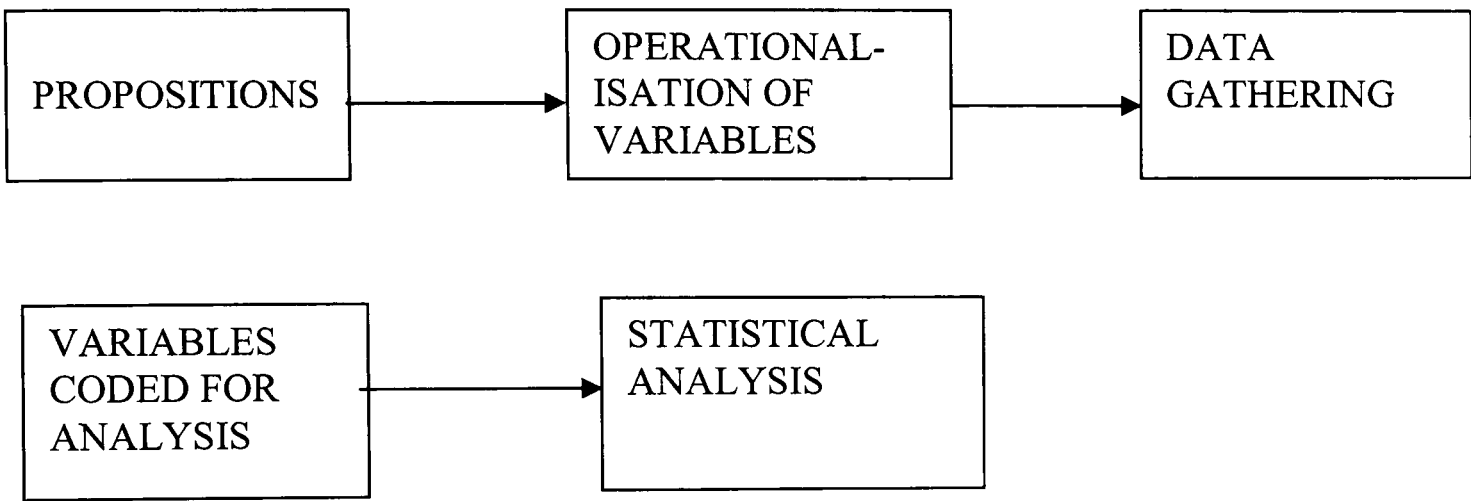 PROPOSITIONS
OPERATIONAL-
ISATION OF
VARIABLES
DATA
GATHERING
VARIABLES
CODED FOR
ANALYSIS
STATISTICAL
ANALYSIS